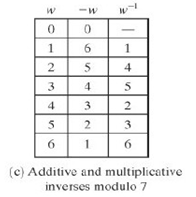 w -w w⁻¹
0 0 —
1 6 1
2 5 4
3 4 5
4 3 2
5 2 3
6 1 6
(c) Additive and multiplicative
inverses modulo 7